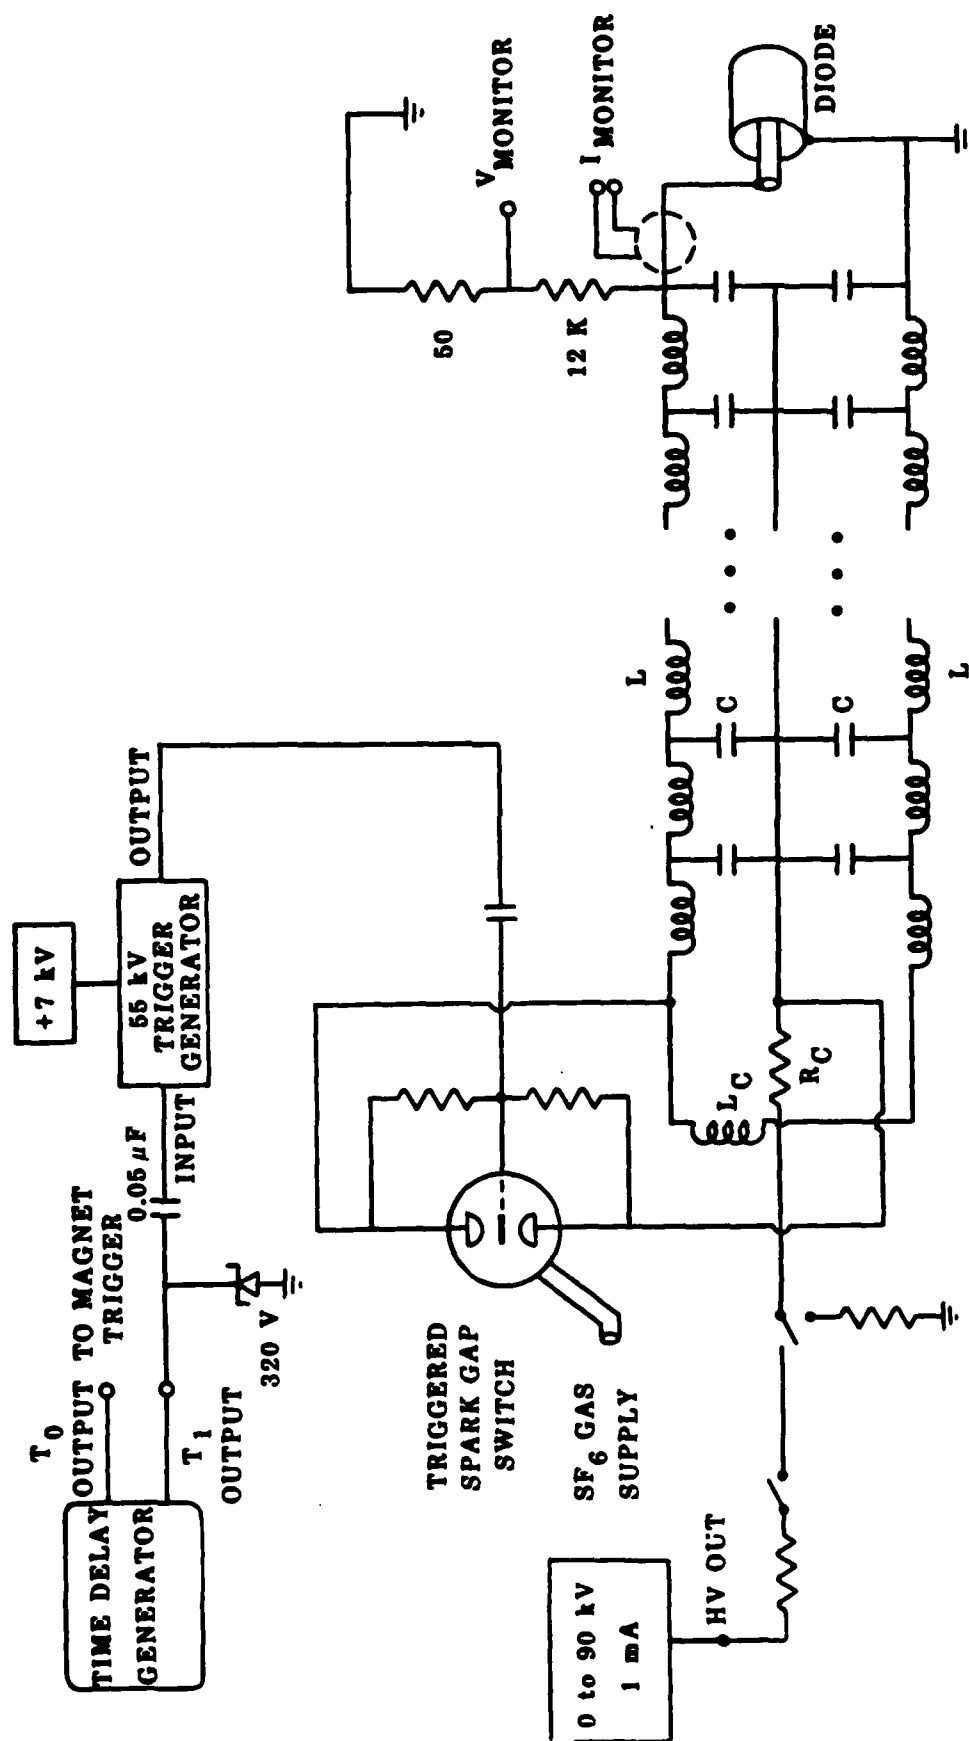 TIME DELAY
GENERATOR
T0
OUTPUT TO MAGNET
TRIGGER
T1
OUTPUT
320 V
0.05 µF
INPUT
+7 kV
55 kV
TRIGGER
GENERATOR
OUTPUT
TRIGGERED
SPARK GAP
SWITCH
SF6 GAS
SUPPLY
0 to 90 kV
1 mA
HV OUT
LC
RC
L
C
C
L
50
12 K
VMONITOR
IMONITOR
DIODE